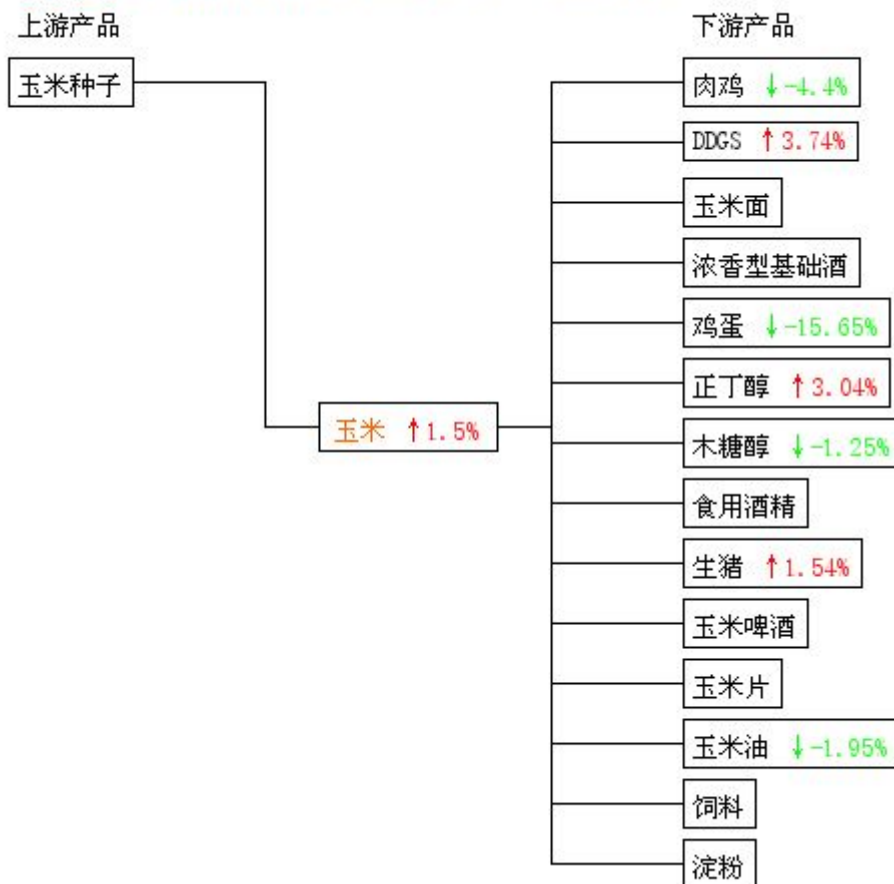 上游产品
下游产品
玉米种子
肉鸡 ↓-4.4%
DDGS ↑3.74%
玉米面
浓香型基础酒
鸡蛋 ↓-15.65%
正丁醇 ↑3.04%
玉米 ↑1.5%
木糖醇 ↓-1.25%
食用酒精
生猪 ↑1.54%
玉米啤酒
玉米片
玉米油 ↓-1.95%
饲料
淀粉